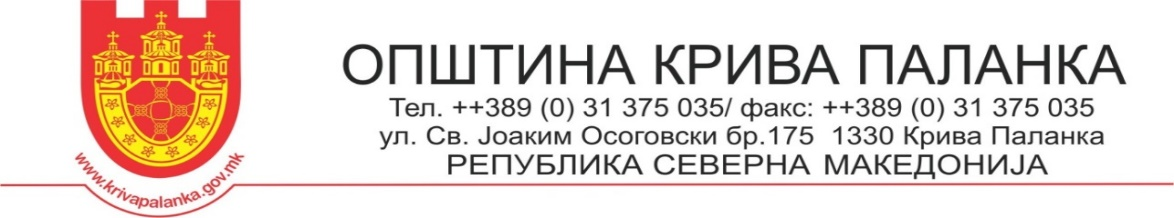 ОПШТИНА КРИВА ПАЛАНКА
Тел. ++389 (0) 31 375 035/ факс: ++389 (0) 31 375 035
ул. Св. Јоаким Осоговски бр.175 1330 Крива Паланка
РЕПУБЛИКА СЕВЕРНА МАКЕДОНИЈА
www.krivapalanka.gov.mk